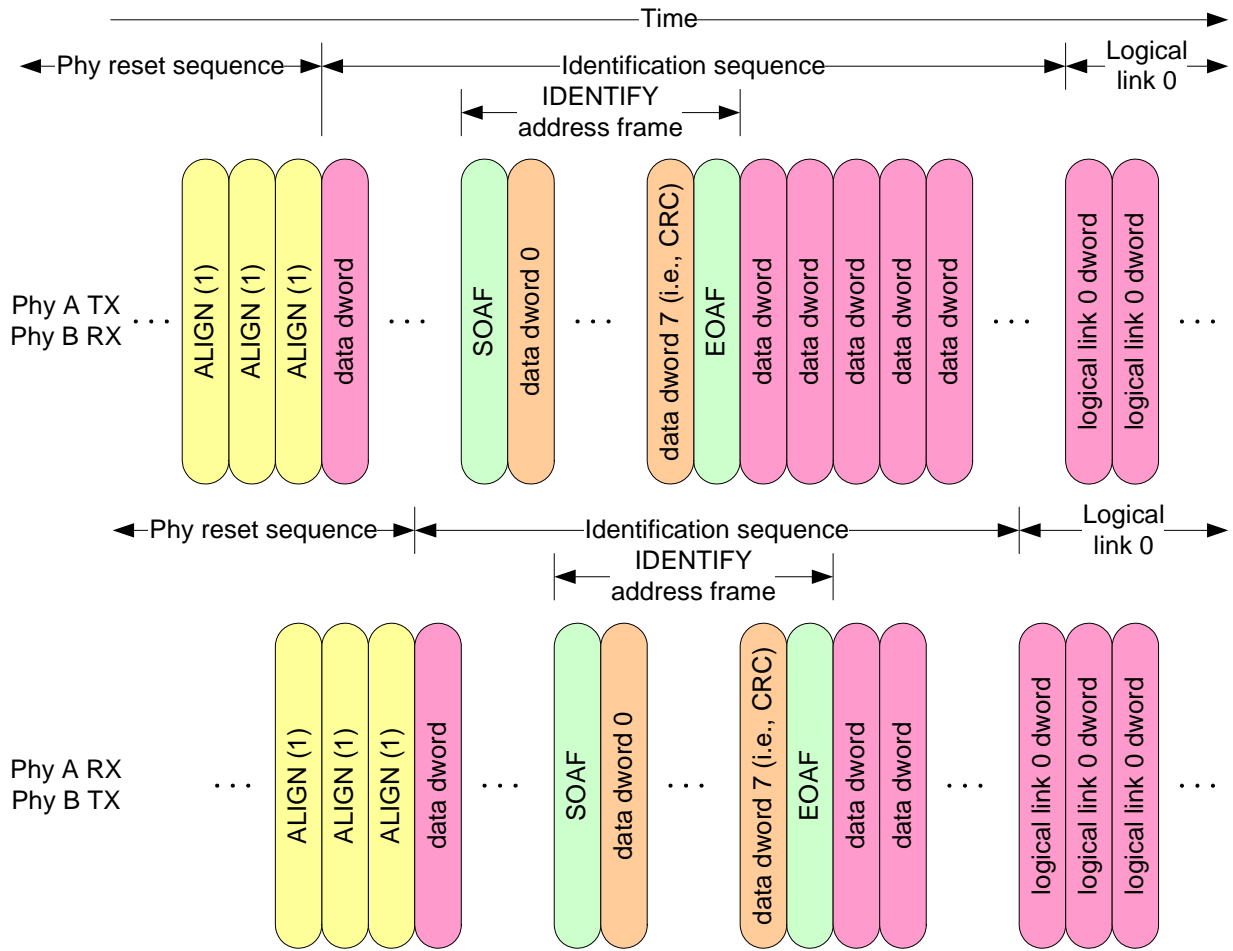 Time
Phy reset sequence
Identification sequence
Logical
link 0
IDENTIFY
address frame
Phy A TX
Phy B RX
. . .
ALIGN (1)
ALIGN (1)
ALIGN (1)
data dword
. . .
SOAF
data dword 0
. . .
data dword 7 (i.e., CRC)
EOAF
data dword
data dword
data dword
data dword
data dword
. . .
logical link 0 dword
logical link 0 dword
. . .
Phy reset sequence
Identification sequence
Logical
link 0
IDENTIFY
address frame
Phy A RX
Phy B TX
. . .
ALIGN (1)
ALIGN (1)
ALIGN (1)
data dword
. . .
SOAF
data dword 0
. . .
data dword 7 (i.e., CRC)
EOAF
data dword
data dword
. . .
logical link 0 dword
logical link 0 dword
logical link 0 dword
. . .